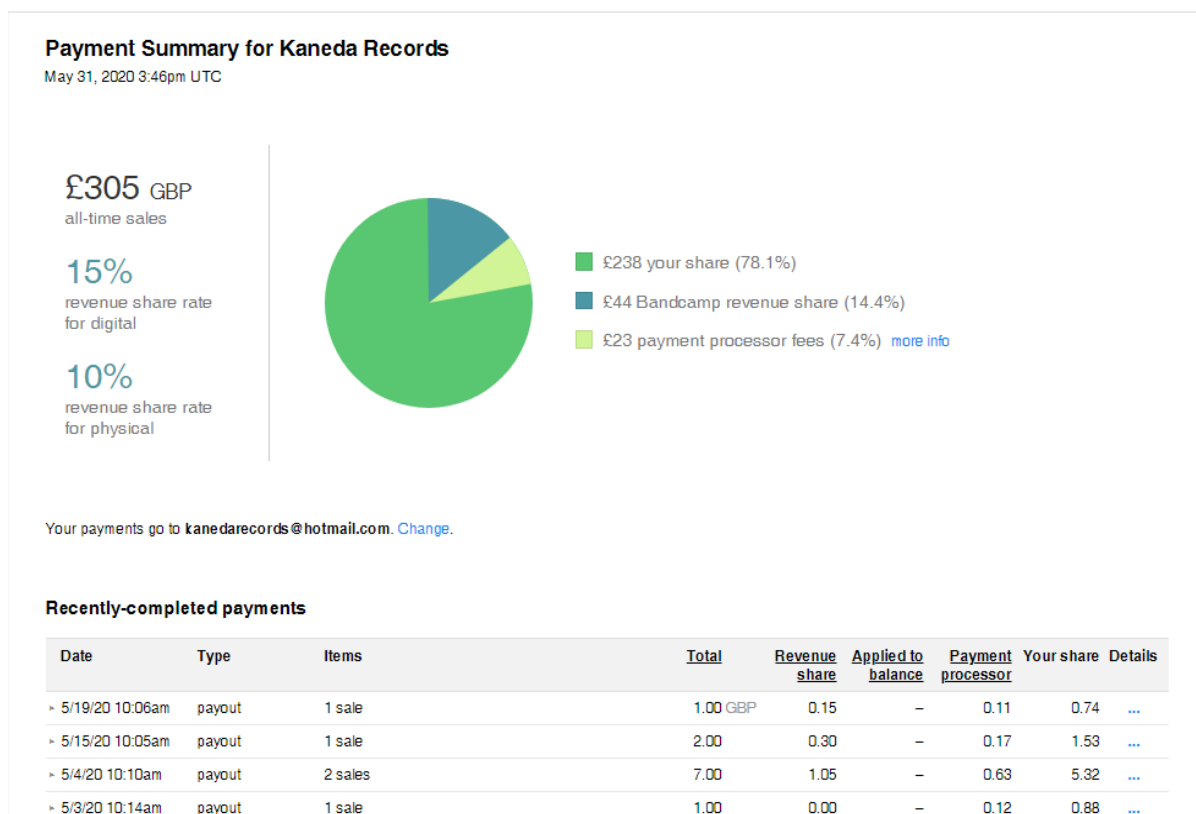 Payment Summary for Kaneda Records
May 31, 2020 3:46pm UTC
£305 GBP
all-time sales
15%
revenue share rate
for digital
10%
revenue share rate
for physical
£238 your share (78.1%)
£44 Bandcamp revenue share (14.4%)
£23 payment processor fees (7.4%) more info
Your payments go to kanedarecords@hotmail.com. Change.
Recently-completed payments
Date Type Items Total Revenue share Applied to balance Payment processor Your share Details
5/19/20 10:06am payout 1 sale 1.00 GBP 0.15 – 0.11 0.74 ...
5/15/20 10:05am payout 1 sale 2.00 0.30 – 0.17 1.53 ...
5/4/20 10:10am payout 2 sales 7.00 1.05 – 0.63 5.32 ...
5/3/20 10:14am payout 1 sale 1.00 0.00 – 0.12 0.88 ...